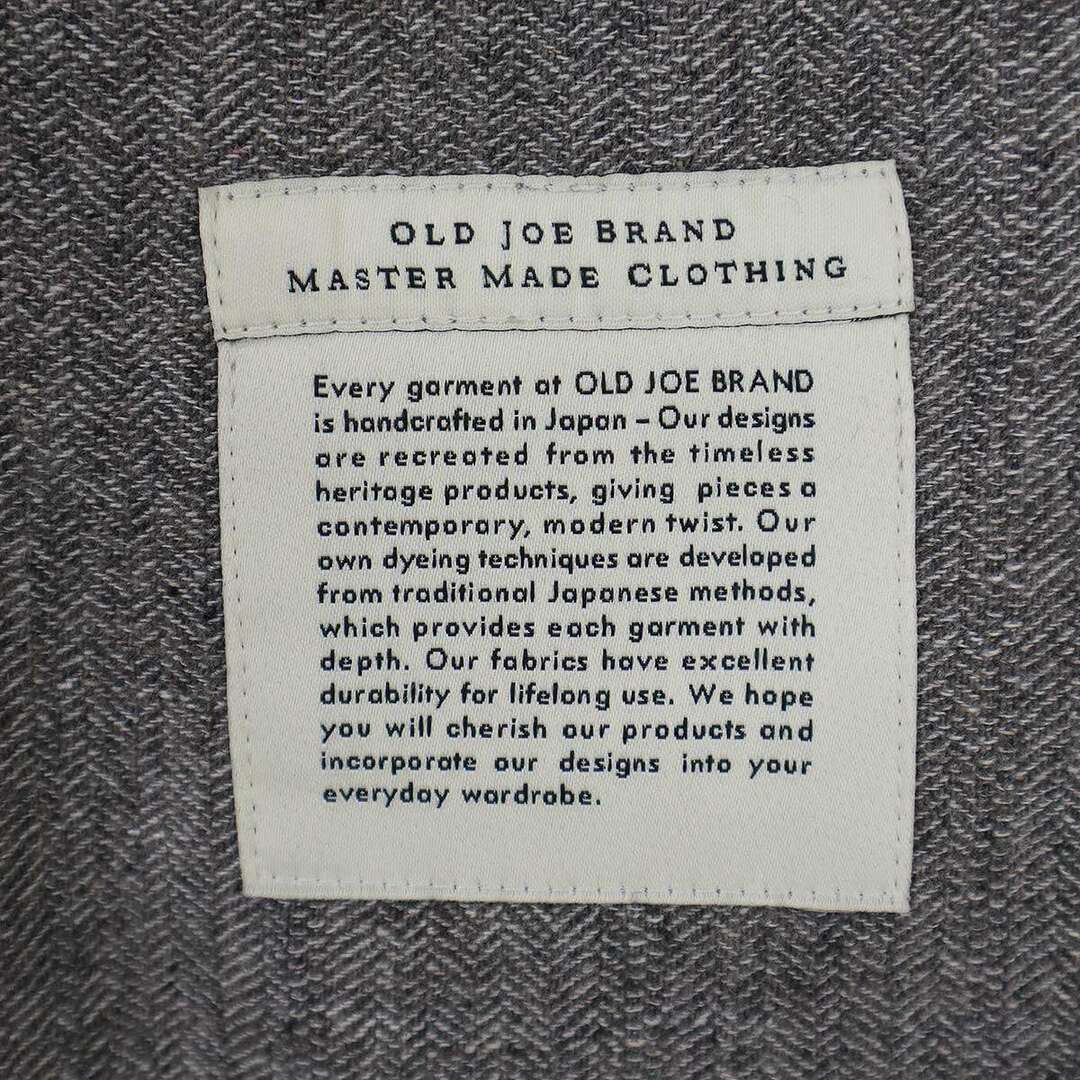 OLD JOE BRAND
MASTER MADE CLOTHING
Every garment at OLD JOE BRAND
is handcrafted in Japan – Our designs
are recreated from the timeless
heritage products, giving pieces a
contemporary, modern twist. Our
own dyeing techniques are developed
from traditional Japanese methods,
which provides each garment with
depth. Our fabrics have excellent
durability for lifelong use. We hope
you will cherish our products and
incorporate our designs into your
everyday wardrobe.